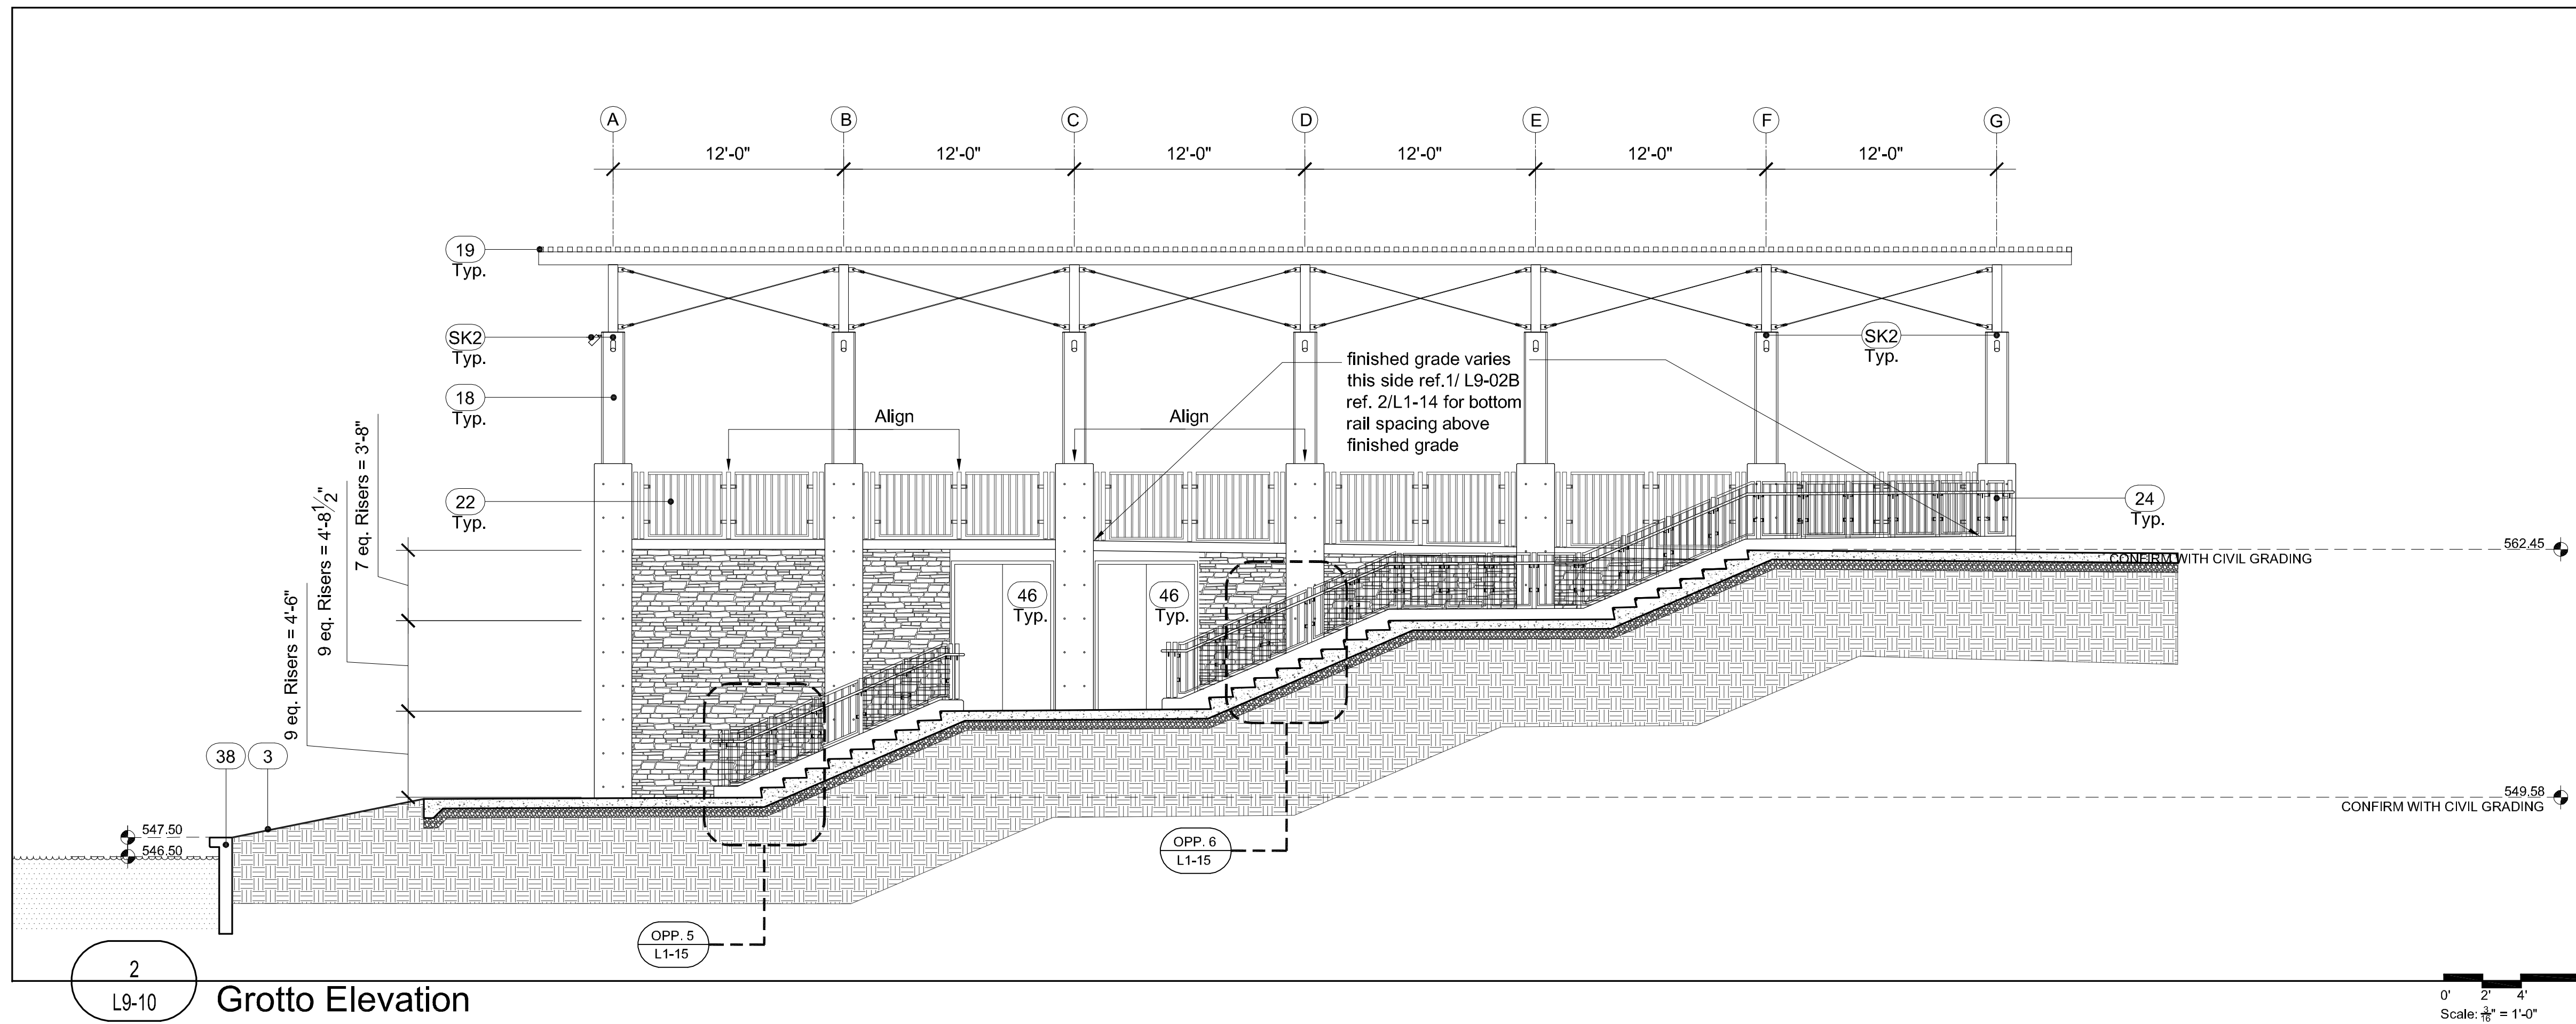 A
B
C
D
E
F
G
12'-0"
12'-0"
12'-0"
12'-0"
12'-0"
12'-0"
19
Typ.
SK2
Typ.
SK2
Typ.
18
Typ.
finished grade varies
this side ref.1/ L9-02B
ref. 2/L1-14 for bottom
rail spacing above
finished grade
Align
Align
22
Typ.
24
Typ.
7 eq. Risers = 3'-8"
9 eq. Risers = 4'-8½"
9 eq. Risers = 4'-6"
562.45
CONFIRM WITH CIVIL GRADING
46
Typ.
46
Typ.
38
3
549.58
CONFIRM WITH CIVIL GRADING
547.50
546.50
OPP. 6
L1-15
OPP. 5
L1-15
2
L9-10
Grotto Elevation
0' 2' 4'
Scale: 3/16" = 1'-0"